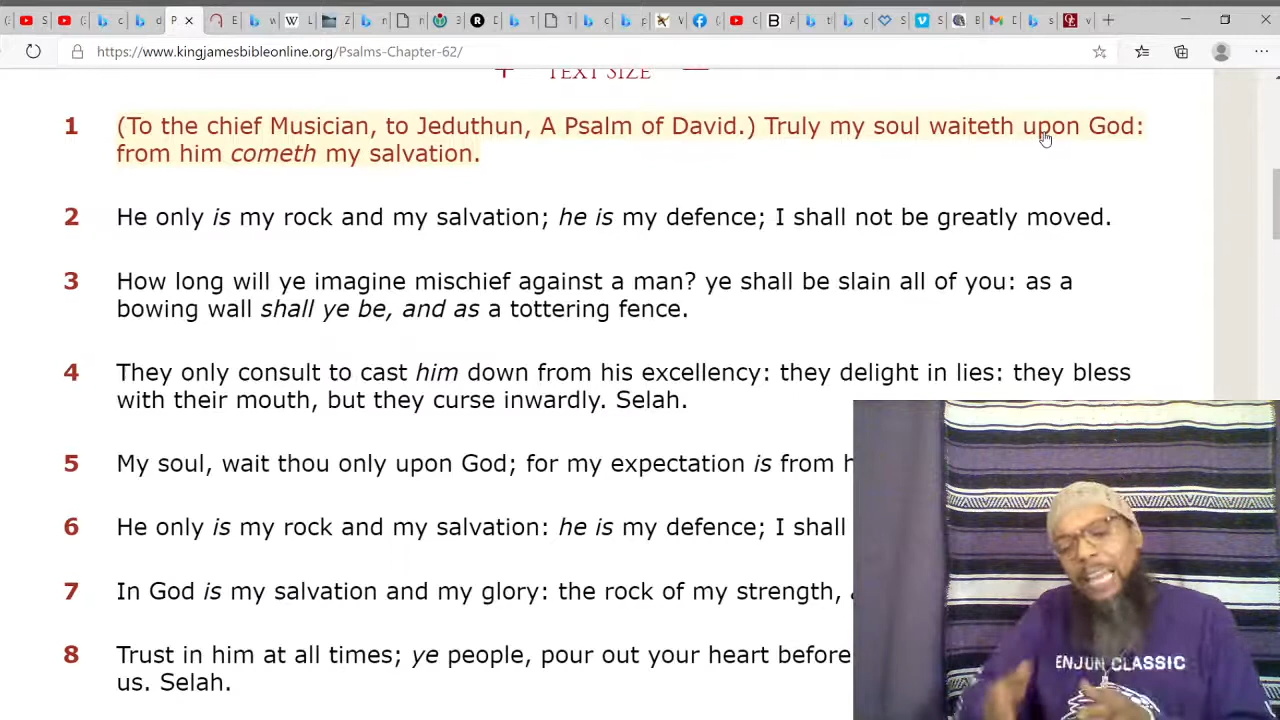 https://www.kingjamesbibleonline.org/Psalms-Chapter-62/
TEXT SIZE
1 (To the chief Musician, to Jeduthun, A Psalm of David.) Truly my soul waiteth upon God:
from him cometh my salvation.
2 He only is my rock and my salvation; he is my defence; I shall not be greatly moved.
3 How long will ye imagine mischief against a man? ye shall be slain all of you: as a
bowing wall shall ye be, and as a tottering fence.
4 They only consult to cast him down from his excellency: they delight in lies: they bless
with their mouth, but they curse inwardly. Selah.
5 My soul, wait thou only upon God; for my expectation is from
6 He only is my rock and my salvation: he is my defence; I shall
7 In God is my salvation and my glory: the rock of my strength,
8 Trust in him at all times; ye people, pour out your heart before
us. Selah.
ENJUN CLASSIC